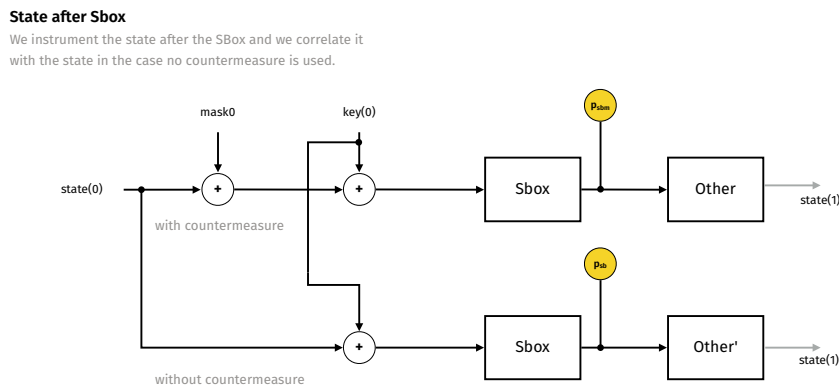 State after Sbox
We instrument the state after the SBox and we correlate it
with the state in the case no countermeasure is used.
mask0
key(0)
p_sbm
state(0)
+
+
Sbox
Other
state(1)
with countermeasure
p_sb
+
Sbox
Other'
state(1)
without countermeasure